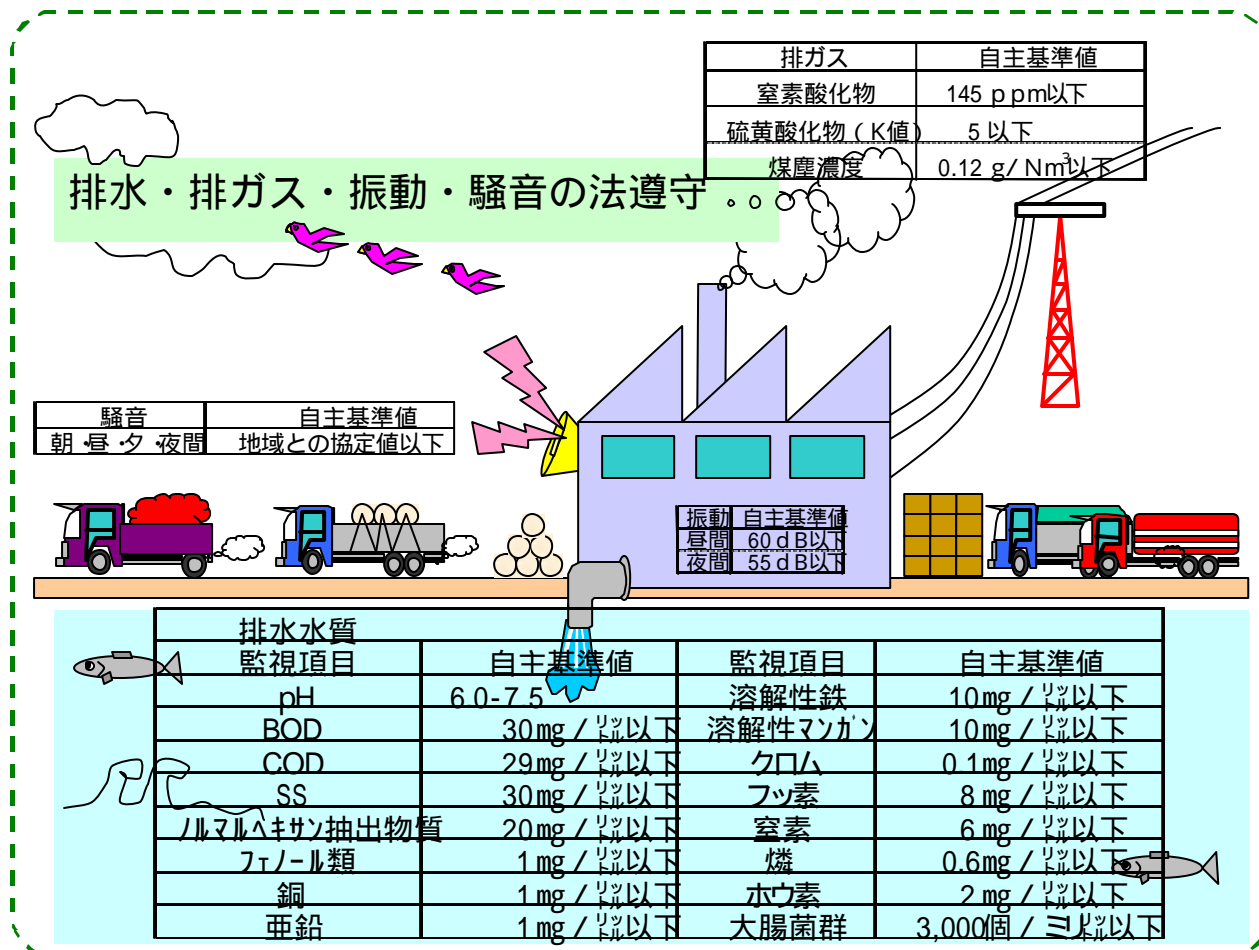 排ガス 自主基準値
窒素酸化物 145 ppm以下
硫黄酸化物（K値） 5 以下
煤塵濃度 0.12 g/Nm³以下
排水・排ガス・振動・騒音の法遵守
騒音 自主基準値
朝・昼・夕・夜間 地域との協定値以下
振動 自主基準値
昼間 60ｄB以下
夜間 55ｄB以下
排水水質
監視項目 自主基準値 監視項目 自主基準値
pH 6.0-7.5 溶解性鉄 10mg/㍑以下
BOD 30mg/㍑以下 溶解性ﾏﾝｶﾞﾝ 10mg/㍑以下
COD 29mg/㍑以下 クロム 0.1mg/㍑以下
SS 30mg/㍑以下 フッ素 8mg/㍑以下
ﾉﾙﾏﾙﾍｷｻﾝ抽出物質 20mg/㍑以下 窒素 6mg/㍑以下
ﾌｪﾉｰﾙ類 1mg/㍑以下 燐 0.6mg/㍑以下
銅 1mg/㍑以下 ホウ素 2mg/㍑以下
亜鉛 1mg/㍑以下 大腸菌群 3,000個/ミリ㍑以下